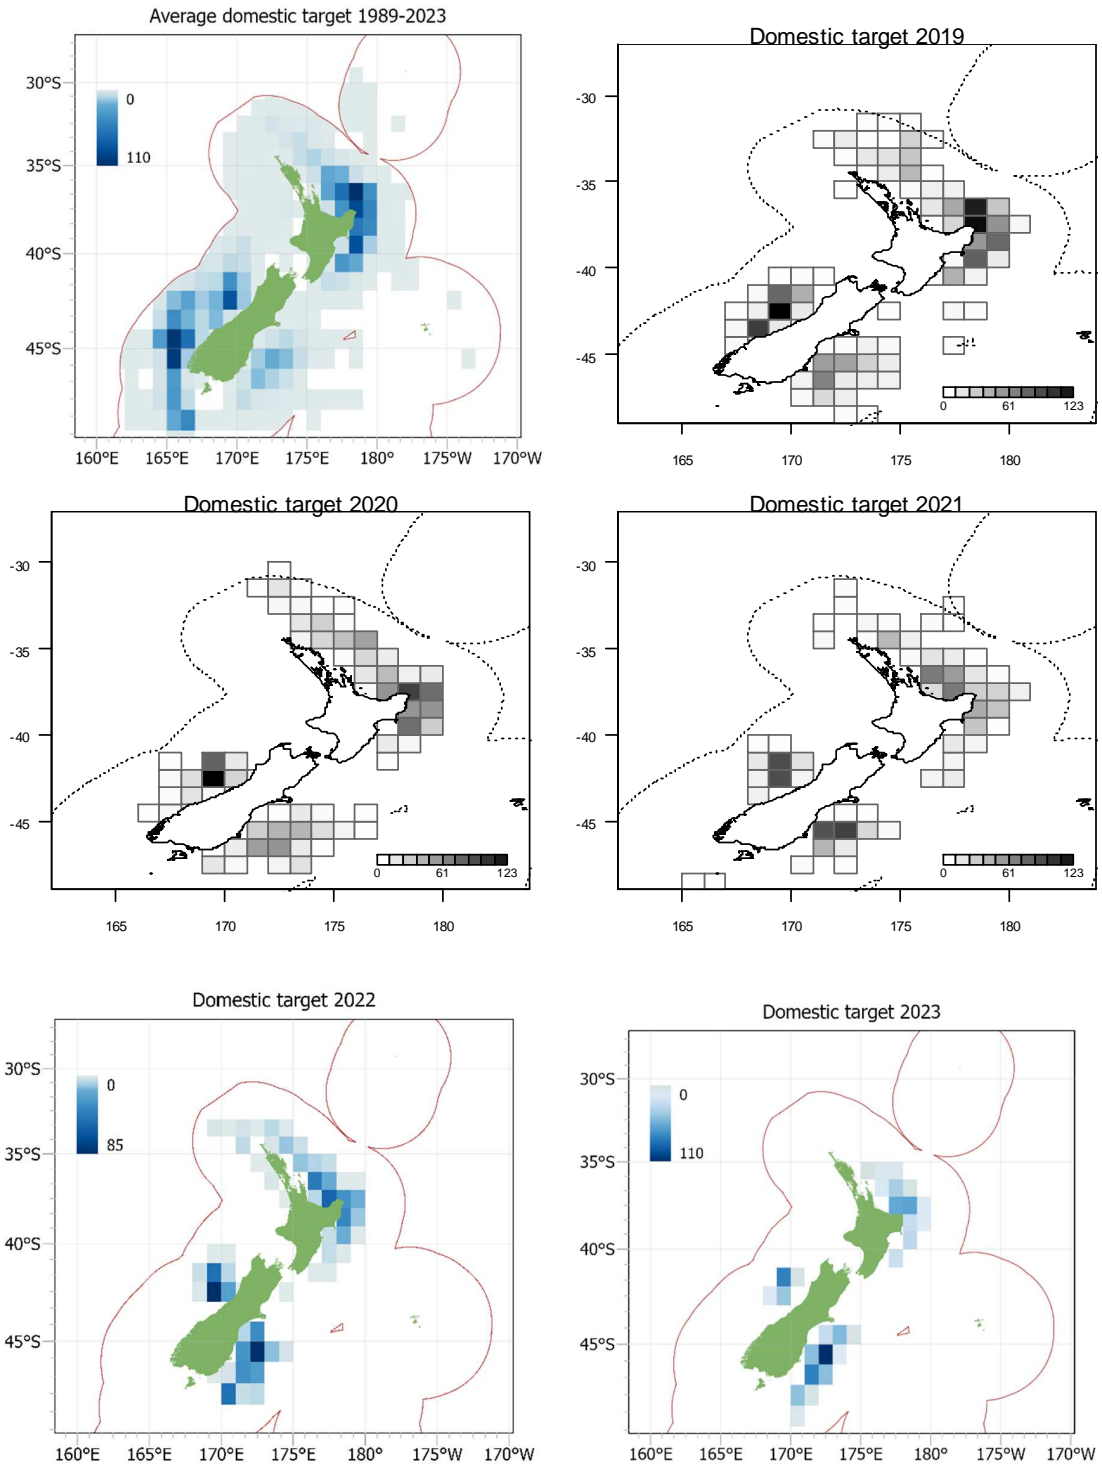 Average domestic target 1989-2023
30°S
35°S
40°S
45°S
0
110
160°E 165°E 170°E 175°E 180° 175°W 170°W
Domestic target 2019
-30
-35
-40
-45
0 61 123
165 170 175 180
Domestic target 2020
-30
-35
-40
-45
0 61 123
165 170 175 180
Domestic target 2021
-30
-35
-40
-45
0 61 123
165 170 175 180
Domestic target 2022
30°S
35°S
40°S
45°S
0
85
160°E 165°E 170°E 175°E 180° 175°W 170°W
Domestic target 2023
30°S
35°S
40°S
45°S
0
110
160°E 165°E 170°E 175°E 180° 175°W 170°W